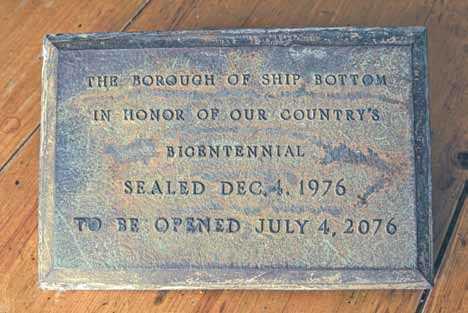 THE BOROUGH OF SHIP BOTTOM
IN HONOR OF OUR COUNTRY'S
BICENTENNIAL
SEALED DEC. 4, 1976
TO BE OPENED JULY 4, 2076